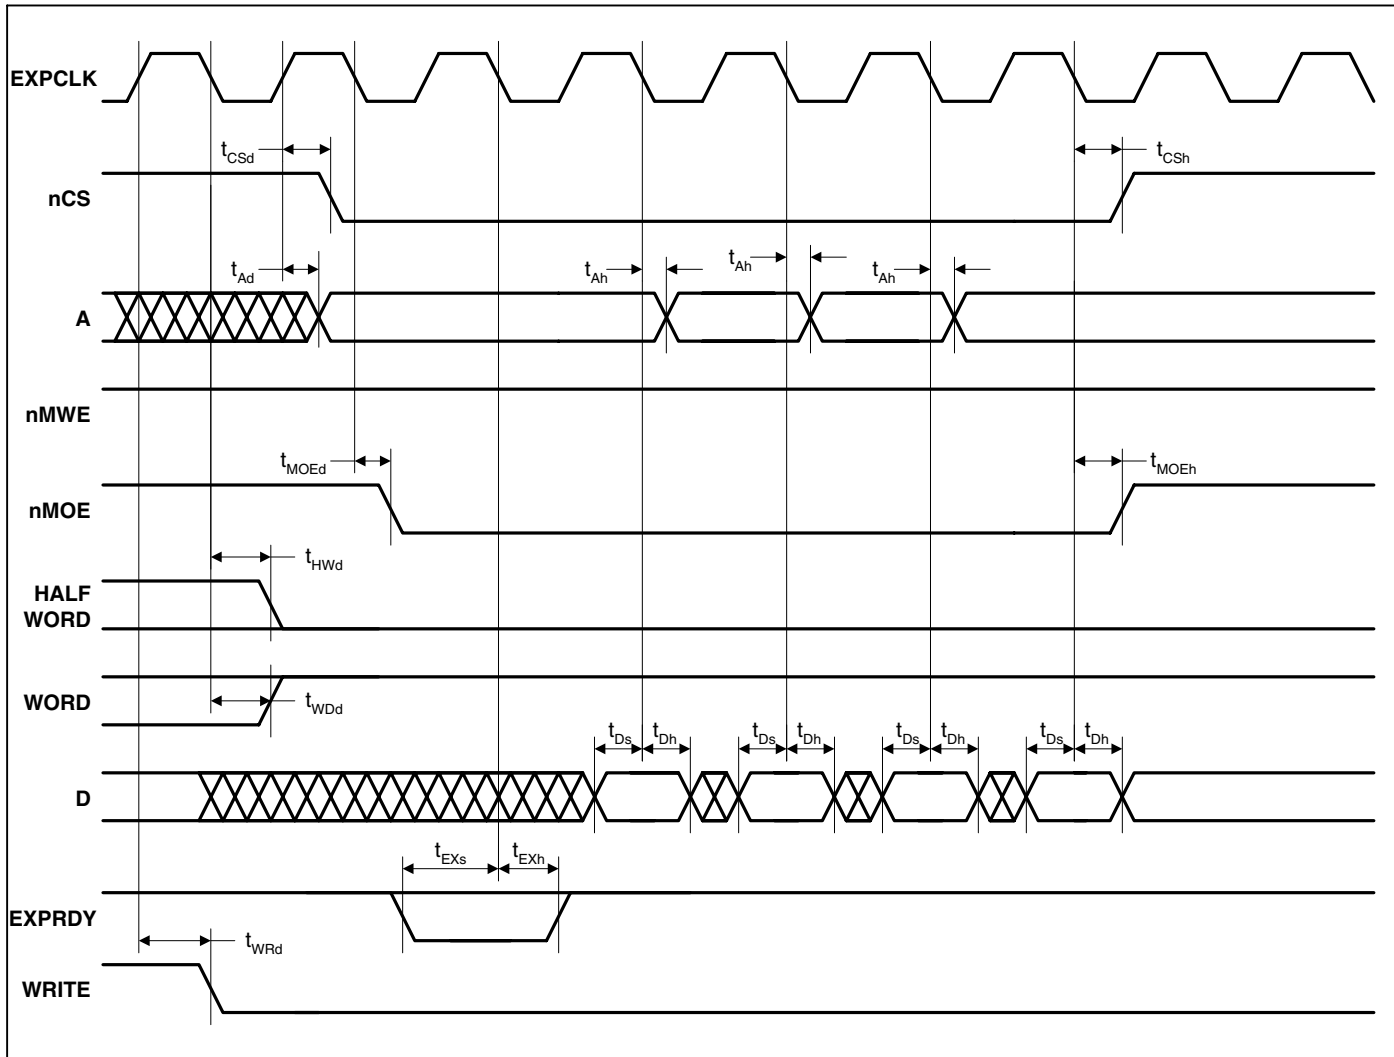 EXPCLK
tCSd
tCSh
nCS
tAd
tAh
tAh
tAh
A
nMWE
tMOEd
tMOEh
nMOE
tHWd
HALF
WORD
WORD
tWDd
tDs
tDh
tDs
tDh
tDs
tDh
tDs
tDh
D
tEXs
tEXh
EXPRDY
tWRd
WRITE